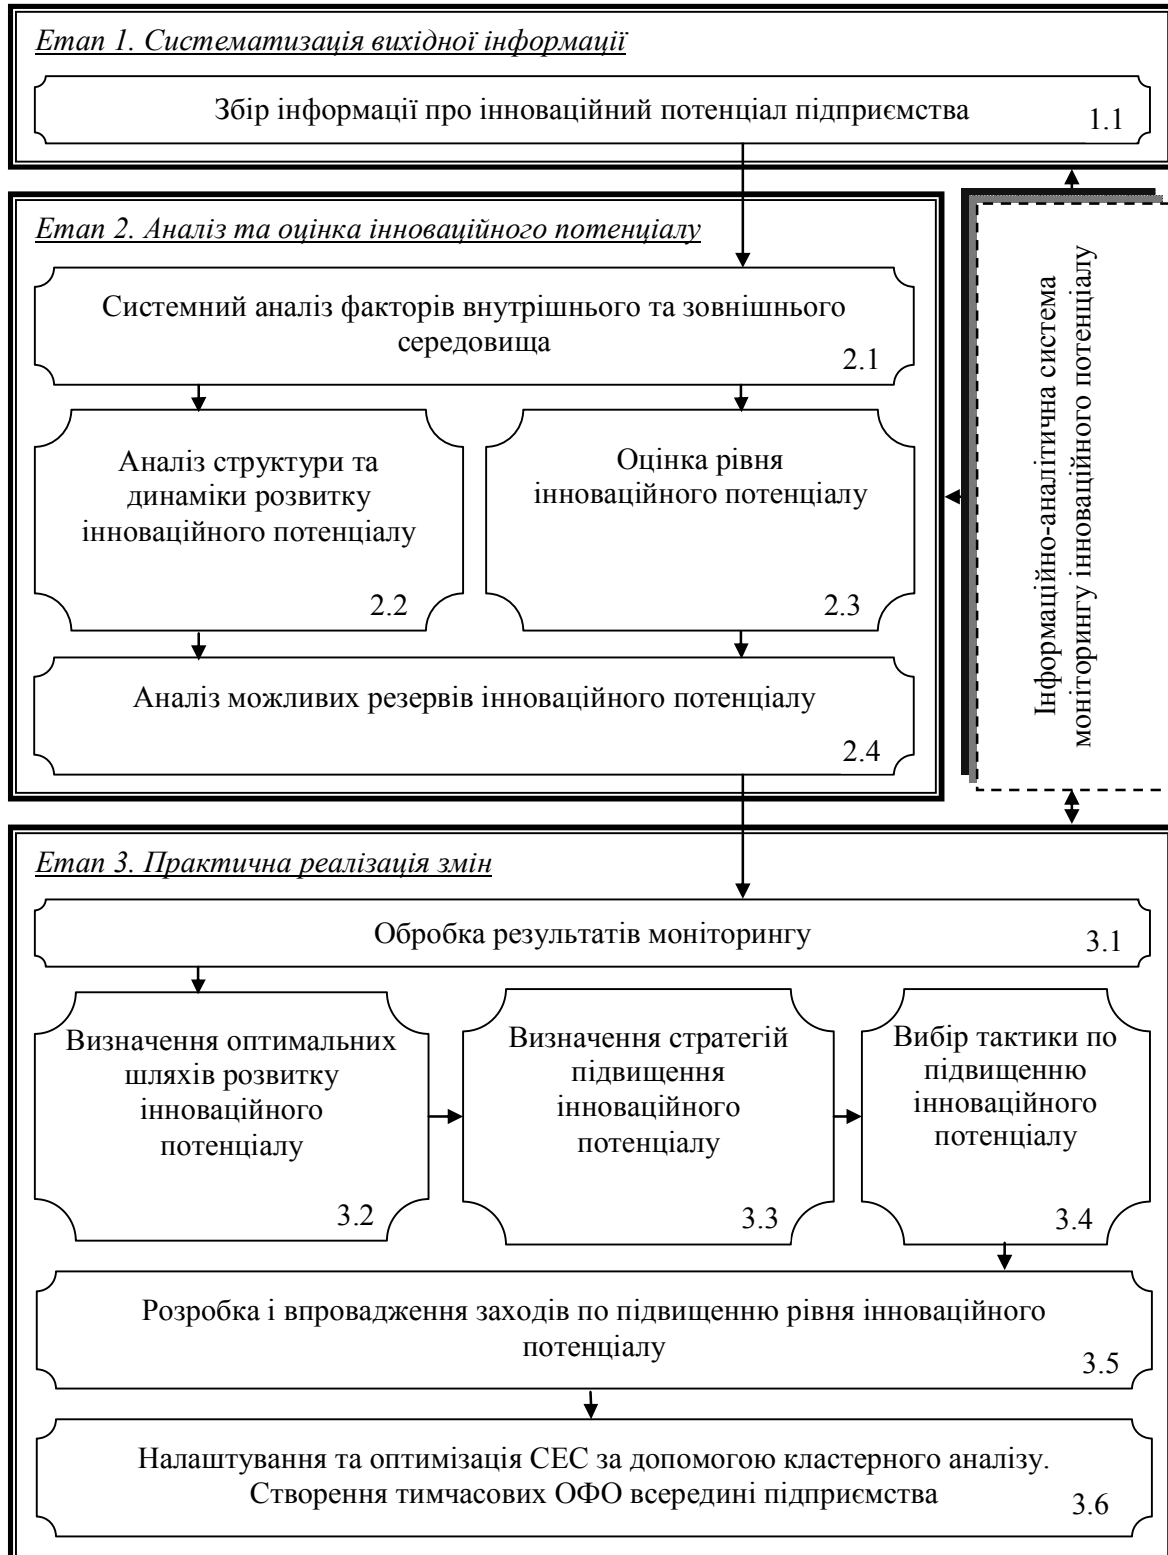 Етап 1. Систематизація вихідної інформації
Збір інформації про інноваційний потенціал підприємства
1.1
Етап 2. Аналіз та оцінка інноваційного потенціалу
Системний аналіз факторів внутрішнього та зовнішнього
середовища
2.1
Аналіз структури та
динаміки розвитку
інноваційного потенціалу
2.2
Оцінка рівня
інноваційного потенціалу
2.3
Аналіз можливих резервів інноваційного потенціалу
2.4
Інформаційно-аналітична система
моніторингу інноваційного потенціалу
Етап 3. Практична реалізація змін
Обробка результатів моніторингу
3.1
Визначення оптимальних
шляхів розвитку
інноваційного
потенціалу
3.2
Визначення стратегій
підвищення
інноваційного
потенціалу
3.3
Вибір тактики по
підвищенню
інноваційного
потенціалу
3.4
Розробка і впровадження заходів по підвищенню рівня інноваційного
потенціалу
3.5
Налаштування та оптимізація СЕС за допомогою кластерного аналізу.
Створення тимчасових ОФО всередині підприємства
3.6